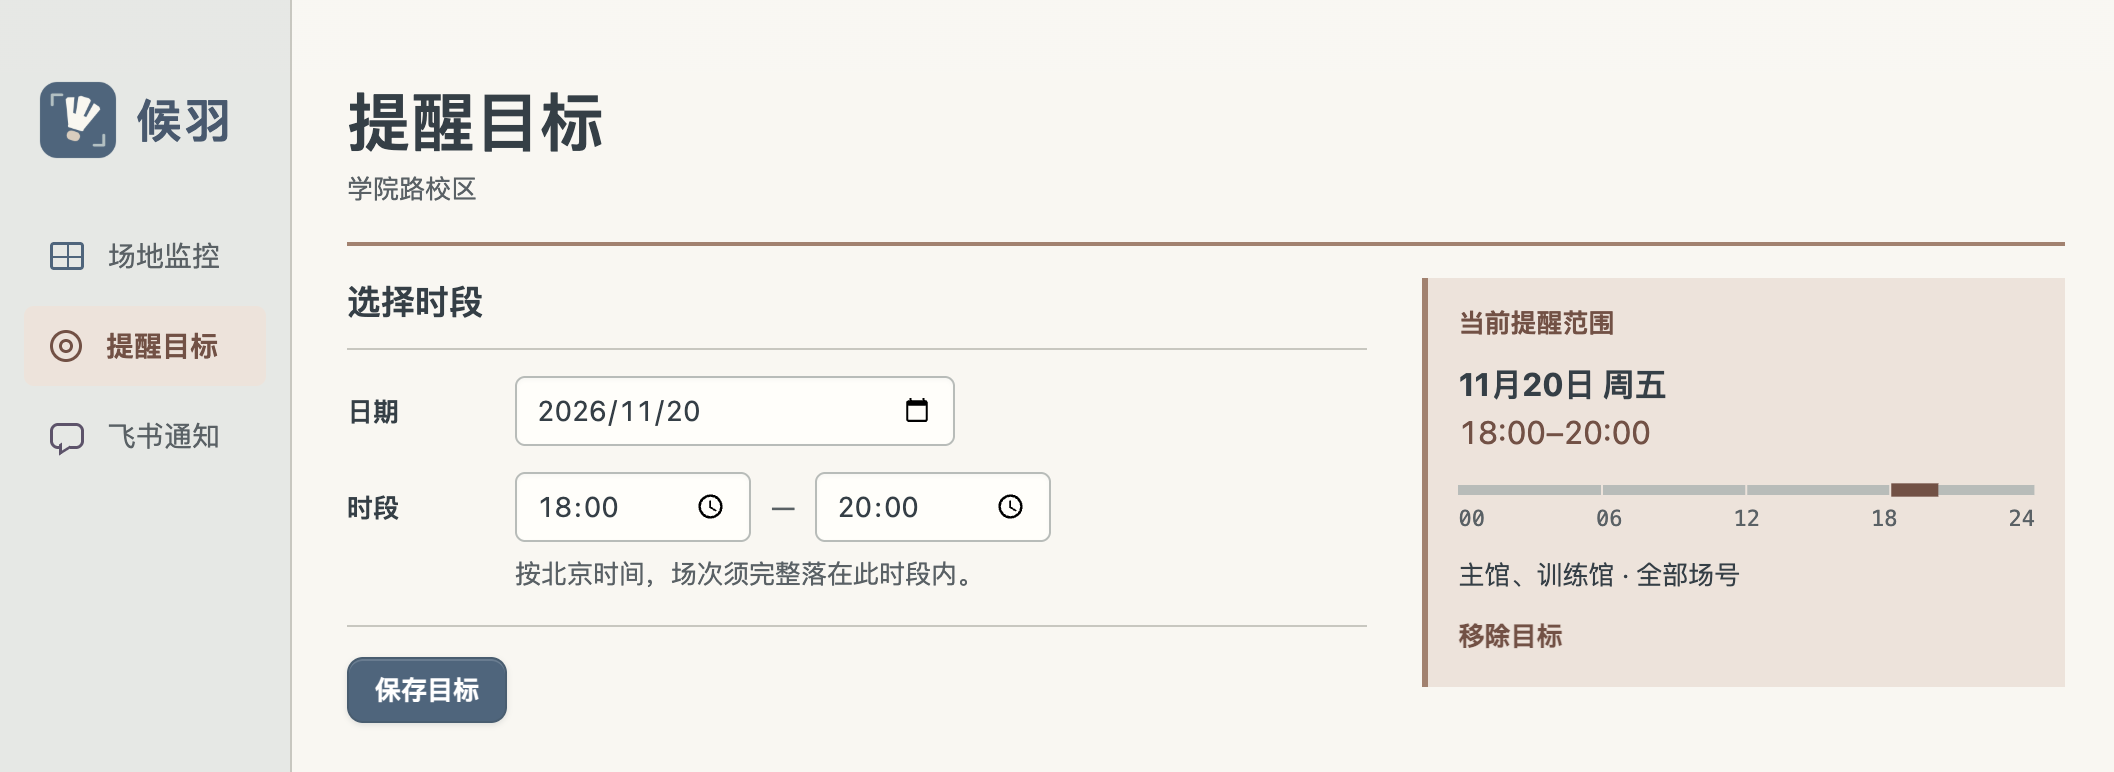 候羽
场地监控
提醒目标
飞书通知
提醒目标
学院路校区
选择时段
日期
2026/11/20
时段
18:00 — 20:00
按北京时间，场次须完整落在此时段内。
保存目标
当前提醒范围
11月20日 周五
18:00–20:00
00 06 12 18 24
主馆、训练馆 · 全部场号
移除目标